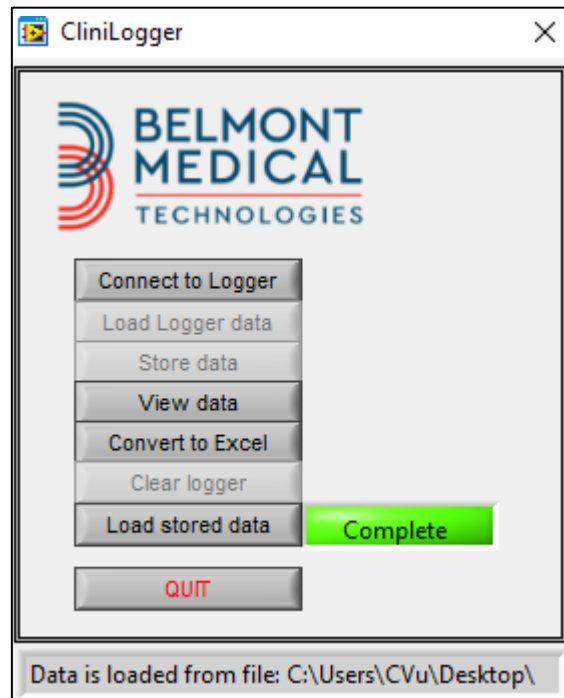 CliniLogger
BELMONT
MEDICAL
TECHNOLOGIES
Connect to Logger
Load Logger data
Store data
View data
Convert to Excel
Clear logger
Load stored data
Complete
QUIT
Data is loaded from file: C:\Users\CVu\Desktop\